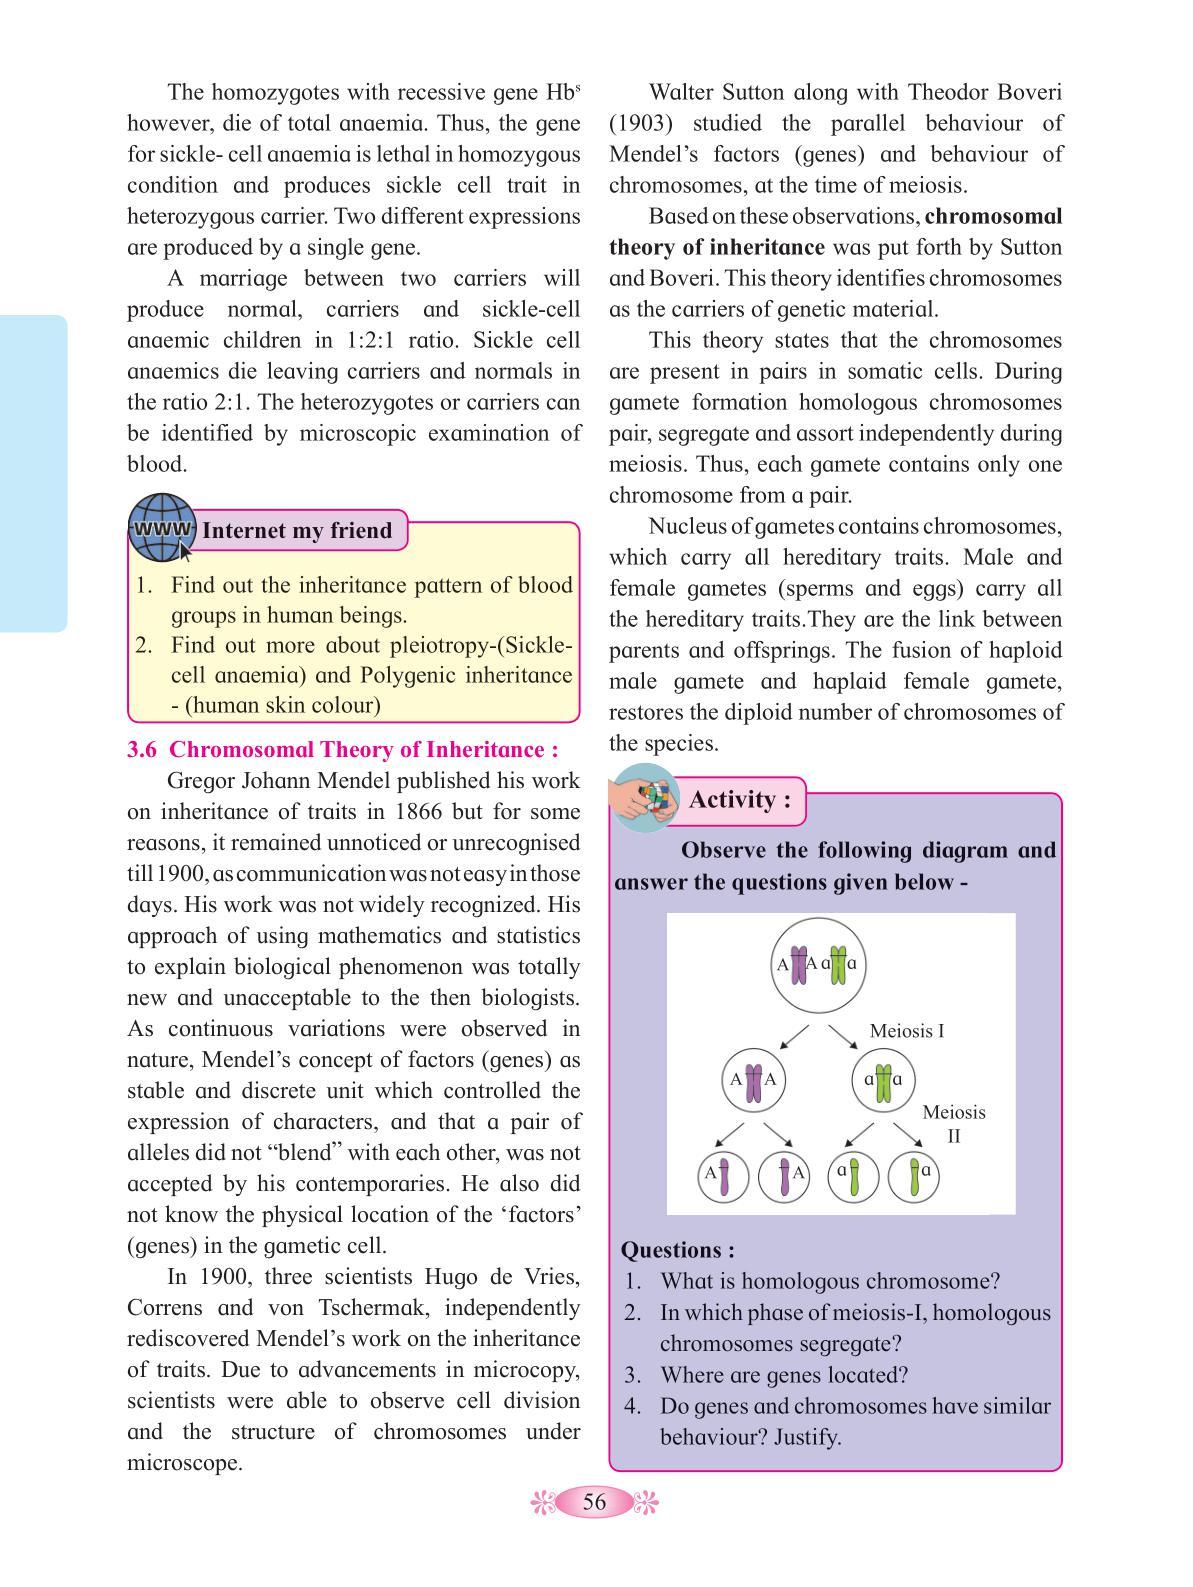 The homozygotes with recessive gene Hbˢ
however, die of total anaemia. Thus, the gene
for sickle- cell anaemia is lethal in homozygous
condition and produces sickle cell trait in
heterozygous carrier. Two different expressions
are produced by a single gene.
A marriage between two carriers will
produce normal, carriers and sickle-cell
anaemic children in 1:2:1 ratio. Sickle cell
anaemics die leaving carriers and normals in
the ratio 2:1. The heterozygotes or carriers can
be identified by microscopic examination of
blood.
www
Internet my friend
1. Find out the inheritance pattern of blood
groups in human beings.
2. Find out more about pleiotropy-(Sickle-
cell anaemia) and Polygenic inheritance
- (human skin colour)
3.6 Chromosomal Theory of Inheritance :
Gregor Johann Mendel published his work
on inheritance of traits in 1866 but for some
reasons, it remained unnoticed or unrecognised
till 1900, as communication was not easy in those
days. His work was not widely recognized. His
approach of using mathematics and statistics
to explain biological phenomenon was totally
new and unacceptable to the then biologists.
As continuous variations were observed in
nature, Mendel’s concept of factors (genes) as
stable and discrete unit which controlled the
expression of characters, and that a pair of
alleles did not “blend” with each other, was not
accepted by his contemporaries. He also did
not know the physical location of the ‘factors’
(genes) in the gametic cell.
In 1900, three scientists Hugo de Vries,
Correns and von Tschermak, independently
rediscovered Mendel’s work on the inheritance
of traits. Due to advancements in microcopy,
scientists were able to observe cell division
and the structure of chromosomes under
microscope.
Walter Sutton along with Theodor Boveri
(1903) studied the parallel behaviour of
Mendel’s factors (genes) and behaviour of
chromosomes, at the time of meiosis.
Based on these observations, chromosomal
theory of inheritance was put forth by Sutton
and Boveri. This theory identifies chromosomes
as the carriers of genetic material.
This theory states that the chromosomes
are present in pairs in somatic cells. During
gamete formation homologous chromosomes
pair, segregate and assort independently during
meiosis. Thus, each gamete contains only one
chromosome from a pair.
Nucleus of gametes contains chromosomes,
which carry all hereditary traits. Male and
female gametes (sperms and eggs) carry all
the hereditary traits.They are the link between
parents and offsprings. The fusion of haploid
male gamete and haplaid female gamete,
restores the diploid number of chromosomes of
the species.
Activity :
Observe the following diagram and
answer the questions given below -
A A a a
Meiosis I
A A a a
Meiosis
II
A A a a
Questions :
1. What is homologous chromosome?
2. In which phase of meiosis-I, homologous
chromosomes segregate?
3. Where are genes located?
4. Do genes and chromosomes have similar
behaviour? Justify.
56